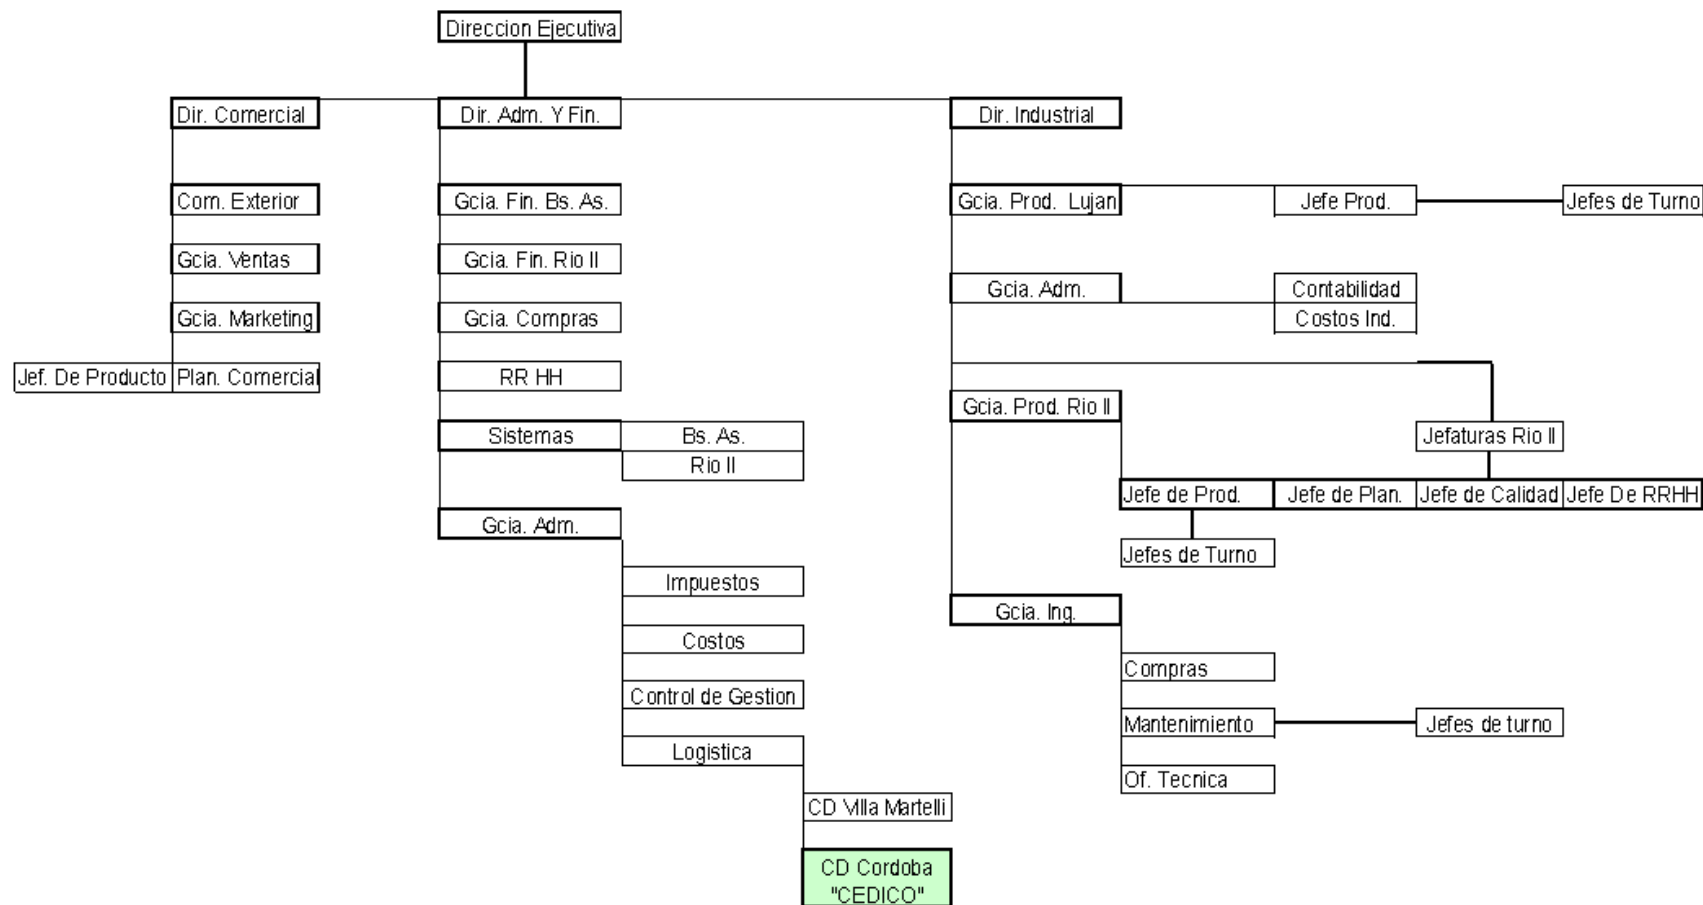 Direccion Ejecutiva
Dir. Comercial
Dir. Adm. Y Fin.
Dir. Industrial
Com. Exterior
Gcia. Fin. Bs. As.
Gcia. Prod. Lujan
Jefe Prod.
Jefes de Turno
Gcia. Ventas
Gcia. Fin. Rio II
Gcia. Adm.
Contabilidad
Costos Ind.
Gcia. Marketing
Gcia. Compras
Jef. De Producto
Plan. Comercial
RR HH
Gcia. Prod. Rio II
Sistemas
Bs. As.
Rio II
Jefaturas Rio II
Jefe de Prod.
Jefe de Plan.
Jefe de Calidad
Jefe De RRHH
Gcia. Adm.
Jefes de Turno
Impuestos
Gcia. Ing.
Costos
Compras
Control de Gestion
Mantenimiento
Jefes de turno
Logistica
Of. Tecnica
CD VIlla Martelli
CD Cordoba
"CEDICO"